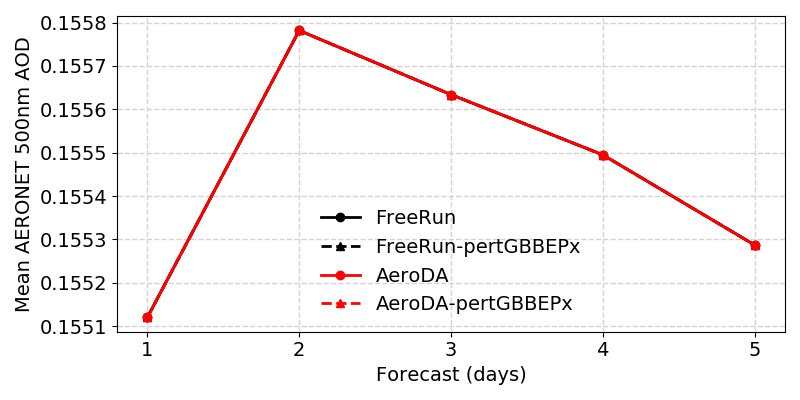 0.1558
0.1557
0.1556
0.1555
0.1554
0.1553
0.1552
0.1551
Mean AERONET 500nm AOD
FreeRun
FreeRun-pertGBBEPx
AeroDA
AeroDA-pertGBBEPx
1 2 3 4 5
Forecast (days)